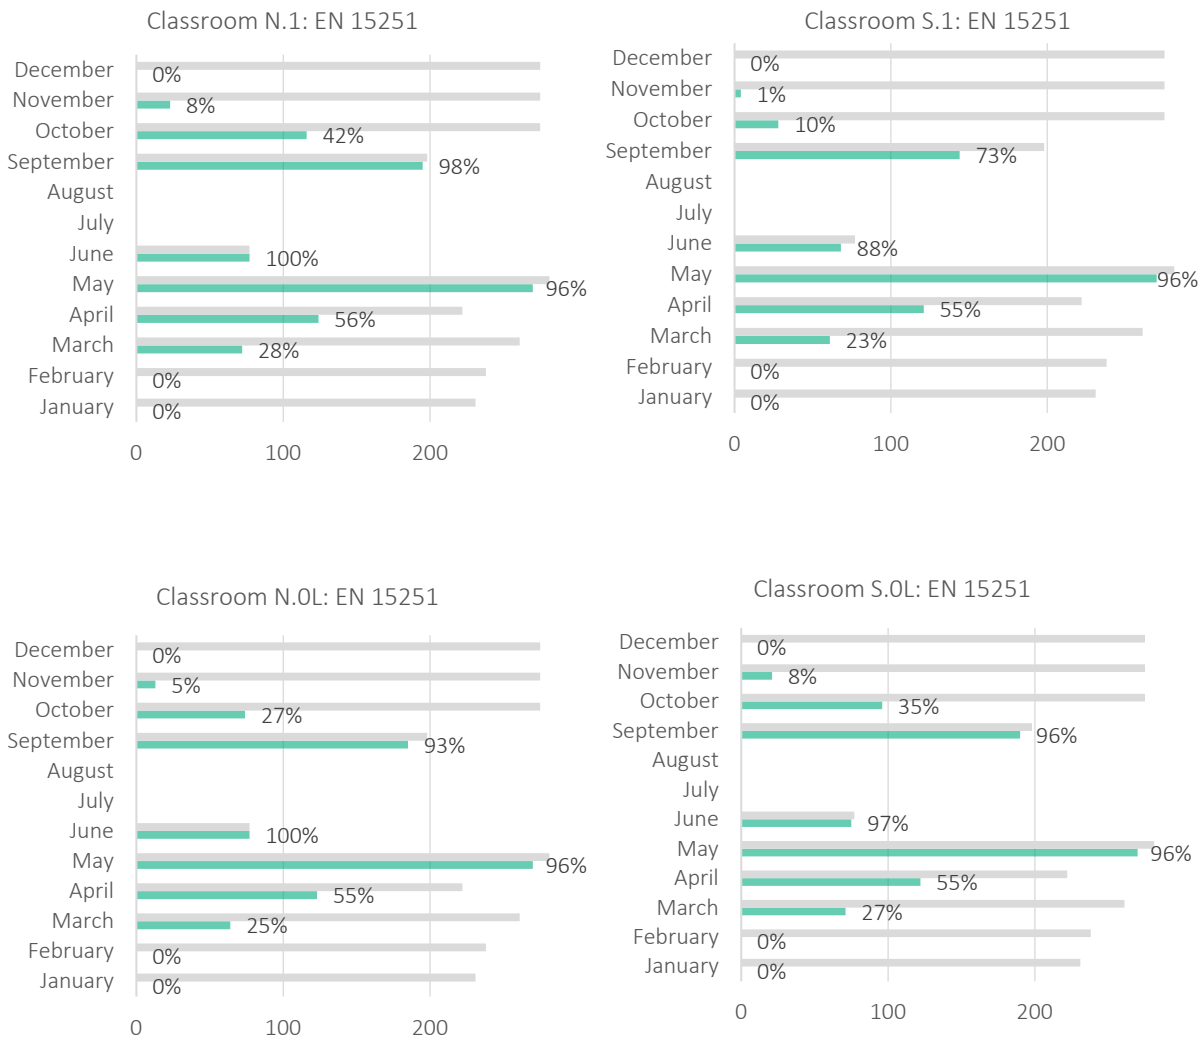 Classroom N.1: EN 15251
December 0%
November 8%
October 42%
September 98%
August
July
June 100%
May 96%
April 56%
March 28%
February 0%
January 0%
0 100 200
Classroom S.1: EN 15251
December 0%
November 1%
October 10%
September 73%
August
July
June 88%
May 96%
April 55%
March 23%
February 0%
January 0%
0 100 200
Classroom N.0L: EN 15251
December 0%
November 5%
October 27%
September 93%
August
July
June 100%
May 96%
April 55%
March 25%
February 0%
January 0%
0 100 200
Classroom S.0L: EN 15251
December 0%
November 8%
October 35%
September 96%
August
July
June 97%
May 96%
April 55%
March 27%
February 0%
January 0%
0 100 200